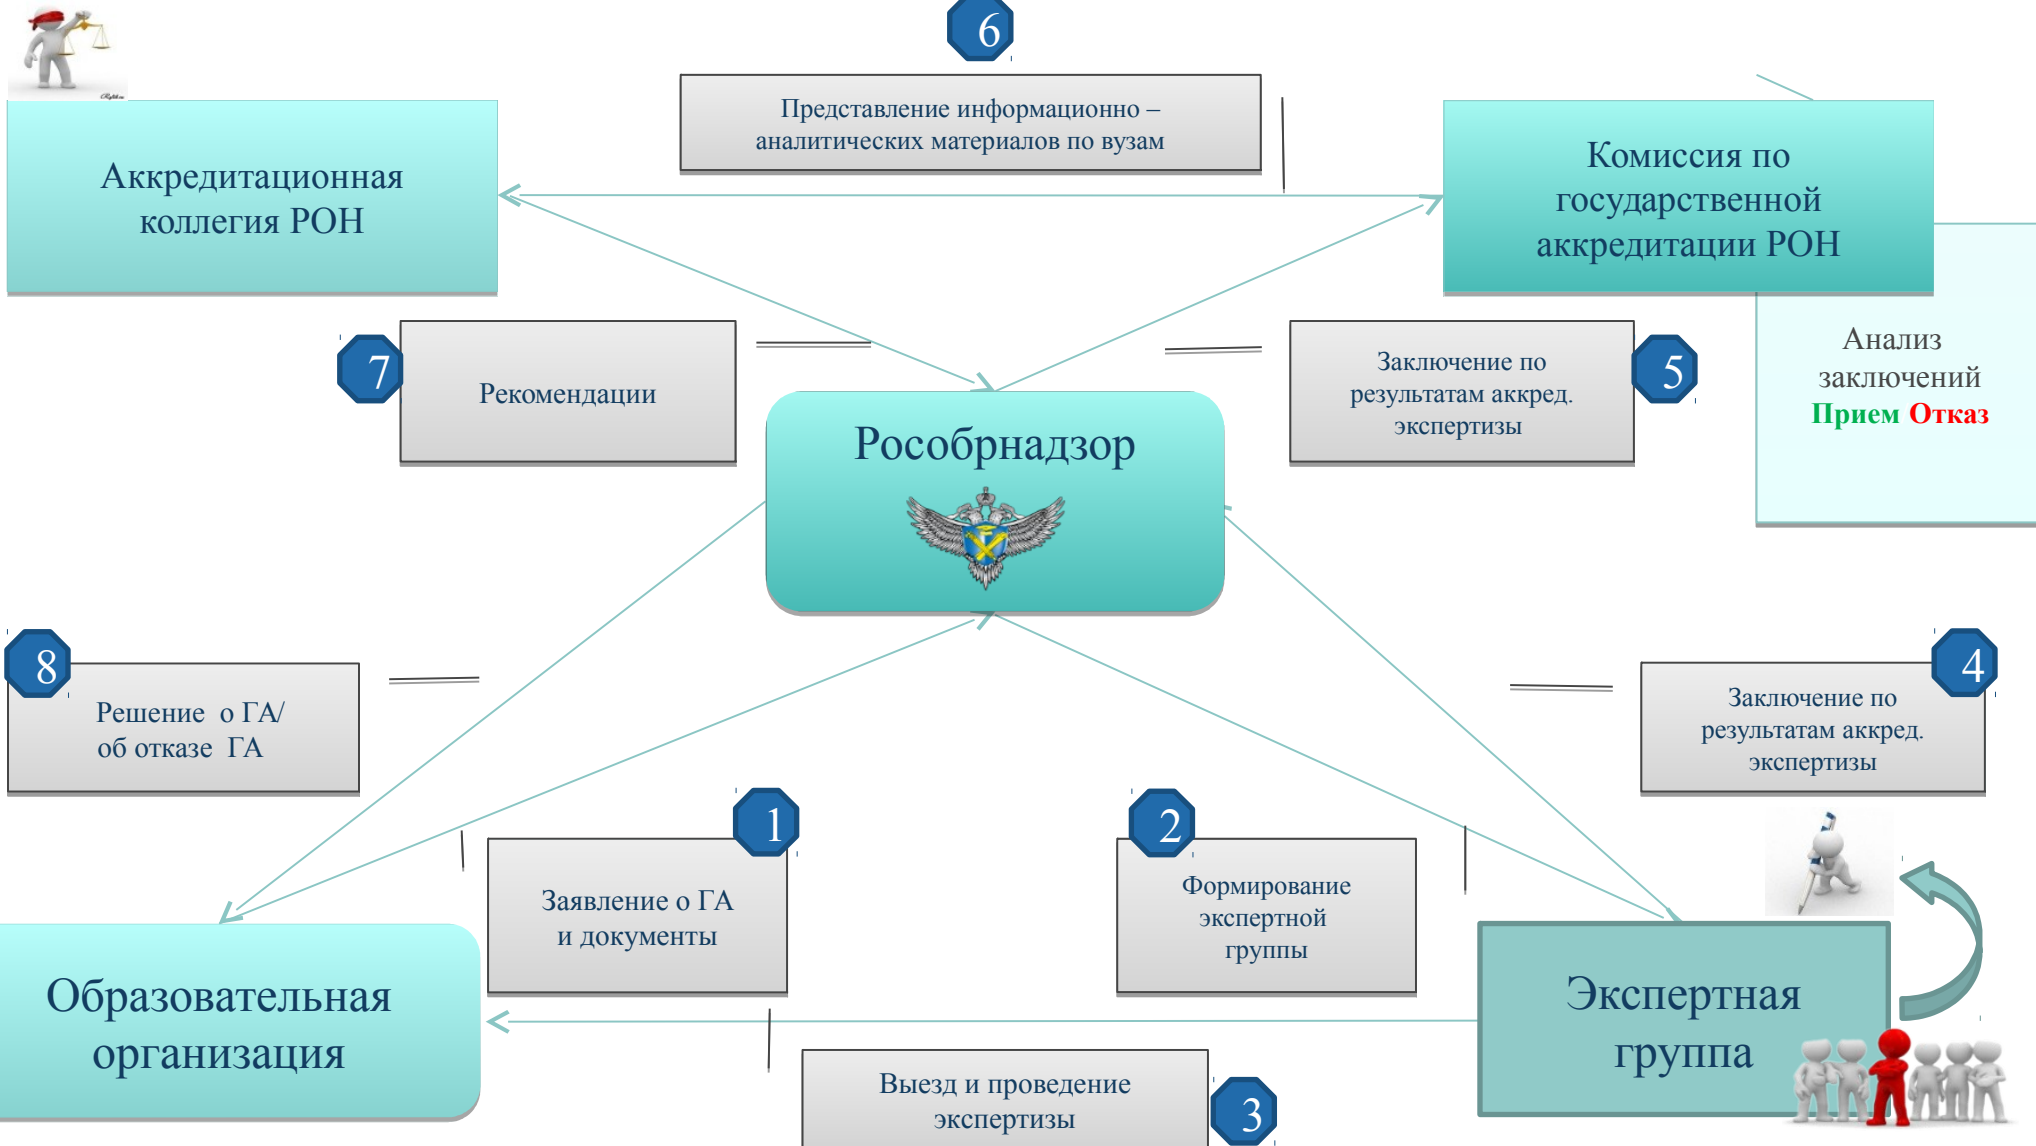 6
Представление информационно –
аналитических материалов по вузам
Аккредитационная
коллегия РОН
Комиссия по
государственной
аккредитации РОН
7
Рекомендации
Заключение по
результатам аккред.
экспертизы
5
Анализ
заключений
Прием Отказ
Рособрнадзор
8
Решение о ГА/
об отказе ГА
4
Заключение по
результатам аккред.
экспертизы
1
Заявление о ГА
и документы
2
Формирование
экспертной
группы
Образовательная
организация
Экспертная
группа
Выезд и проведение
экспертизы
3